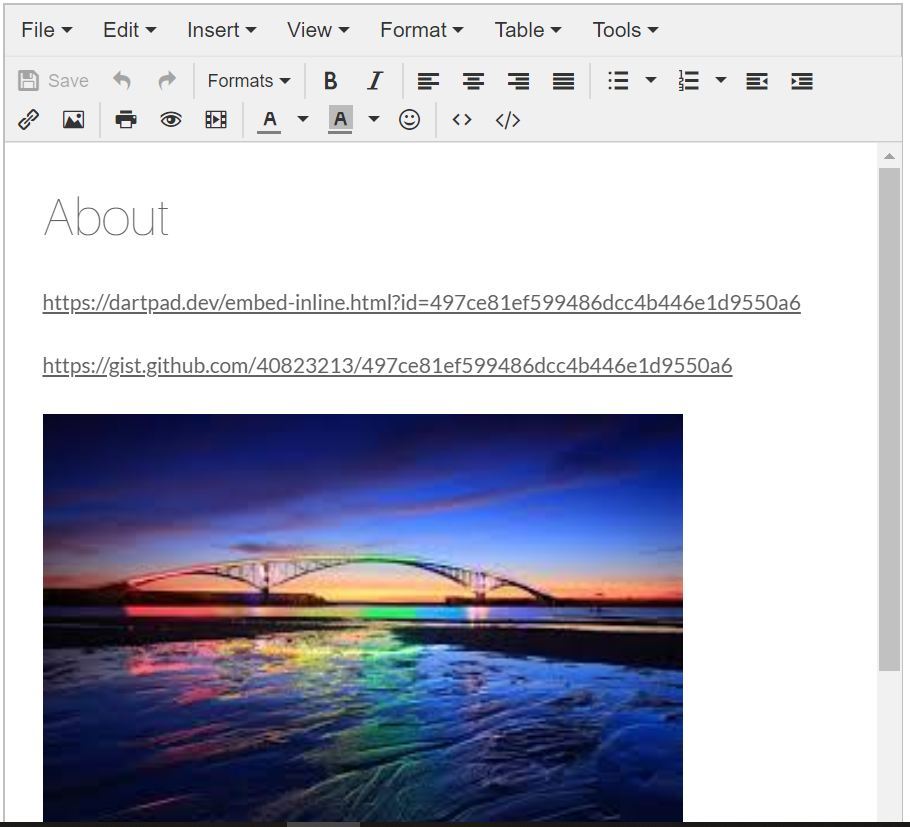 File Edit Insert View Format Table Tools
Save Formats B I
A A
About
https://dartpad.dev/embed-inline.html?id=497ce81ef599486dcc4b446e1d9550a6
https://gist.github.com/40823213/497ce81ef599486dcc4b446e1d9550a6